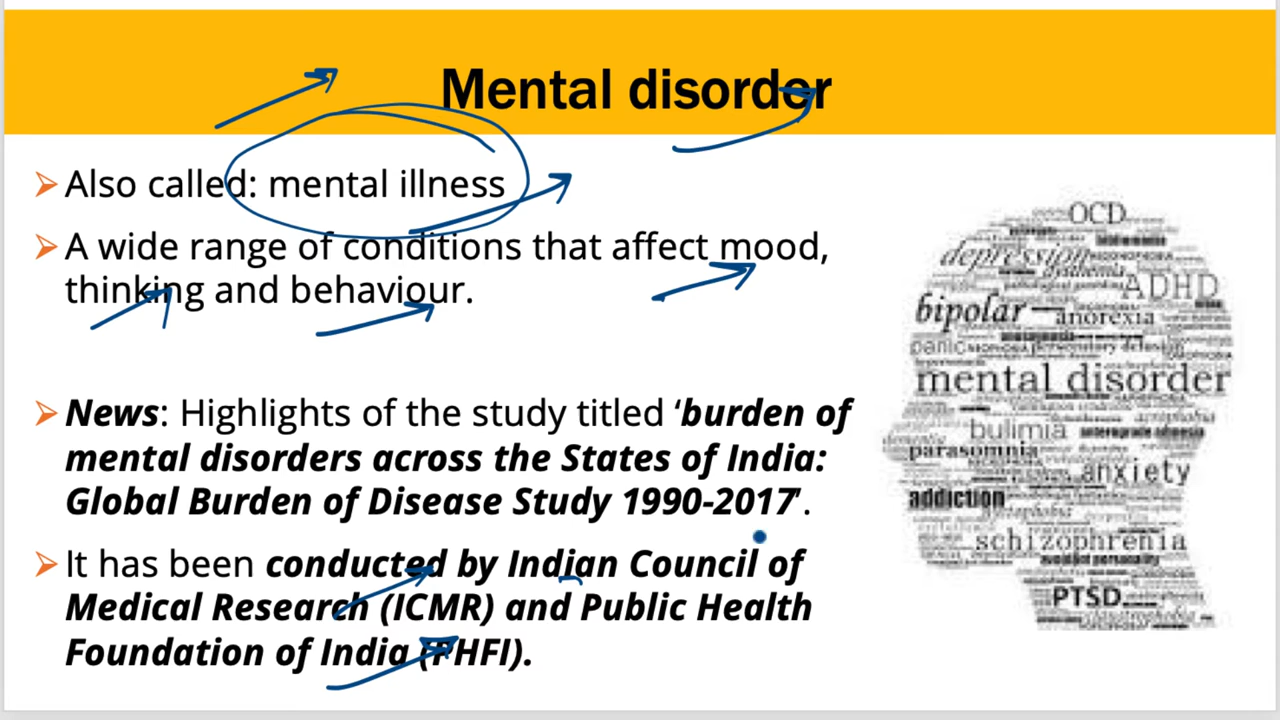 Mental disorder
Also called: mental illness
A wide range of conditions that affect mood,
thinking and behaviour.
News: Highlights of the study titled ‘burden of
mental disorders across the States of India:
Global Burden of Disease Study 1990-2017’.
It has been conducted by Indian Council of
Medical Research (ICMR) and Public Health
Foundation of India (PHFI).
OCD
depression
dysthymia
ADHD
bipolar
anorexia
panic
mental disorder
bulimia
parasomnia
anxiety
addiction
schizophrenia
PTSD